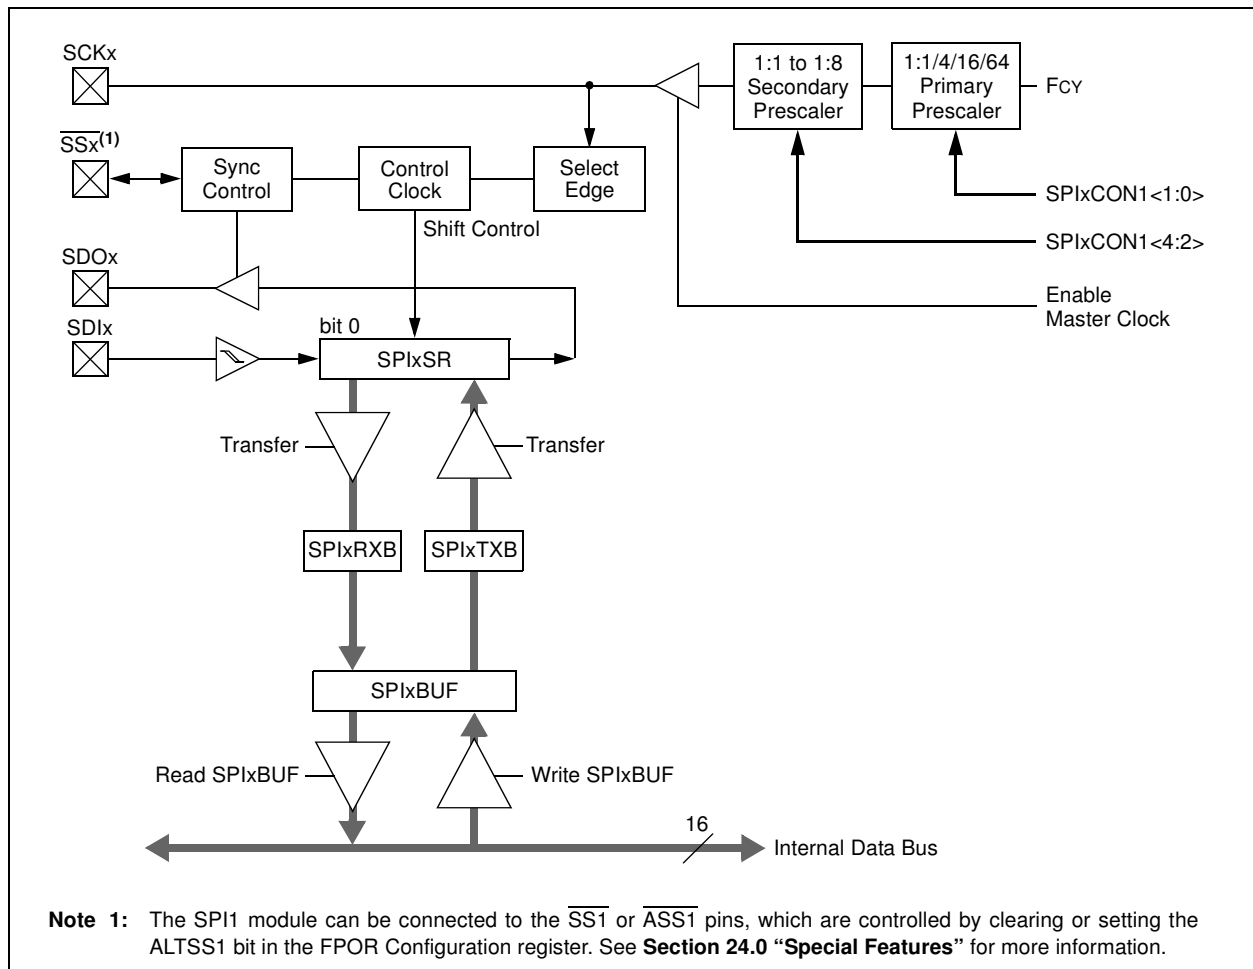 SCKx
1:1 to 1:8
Secondary
Prescaler
1:1/4/16/64
Primary
Prescaler
FCY
SSx(1)
Sync
Control
Control
Clock
Select
Edge
SPIxCON1<1:0>
Shift Control
SPIxCON1<4:2>
SDOx
Enable
Master Clock
SDIx
bit 0
SPIxSR
Transfer
Transfer
SPIxRXB
SPIxTXB
SPIxBUF
Read SPIxBUF
Write SPIxBUF
16
Internal Data Bus
Note 1: The SPI1 module can be connected to the SS1 or ASS1 pins, which are controlled by clearing or setting the
ALTSS1 bit in the FPOR Configuration register. See Section 24.0 “Special Features” for more information.